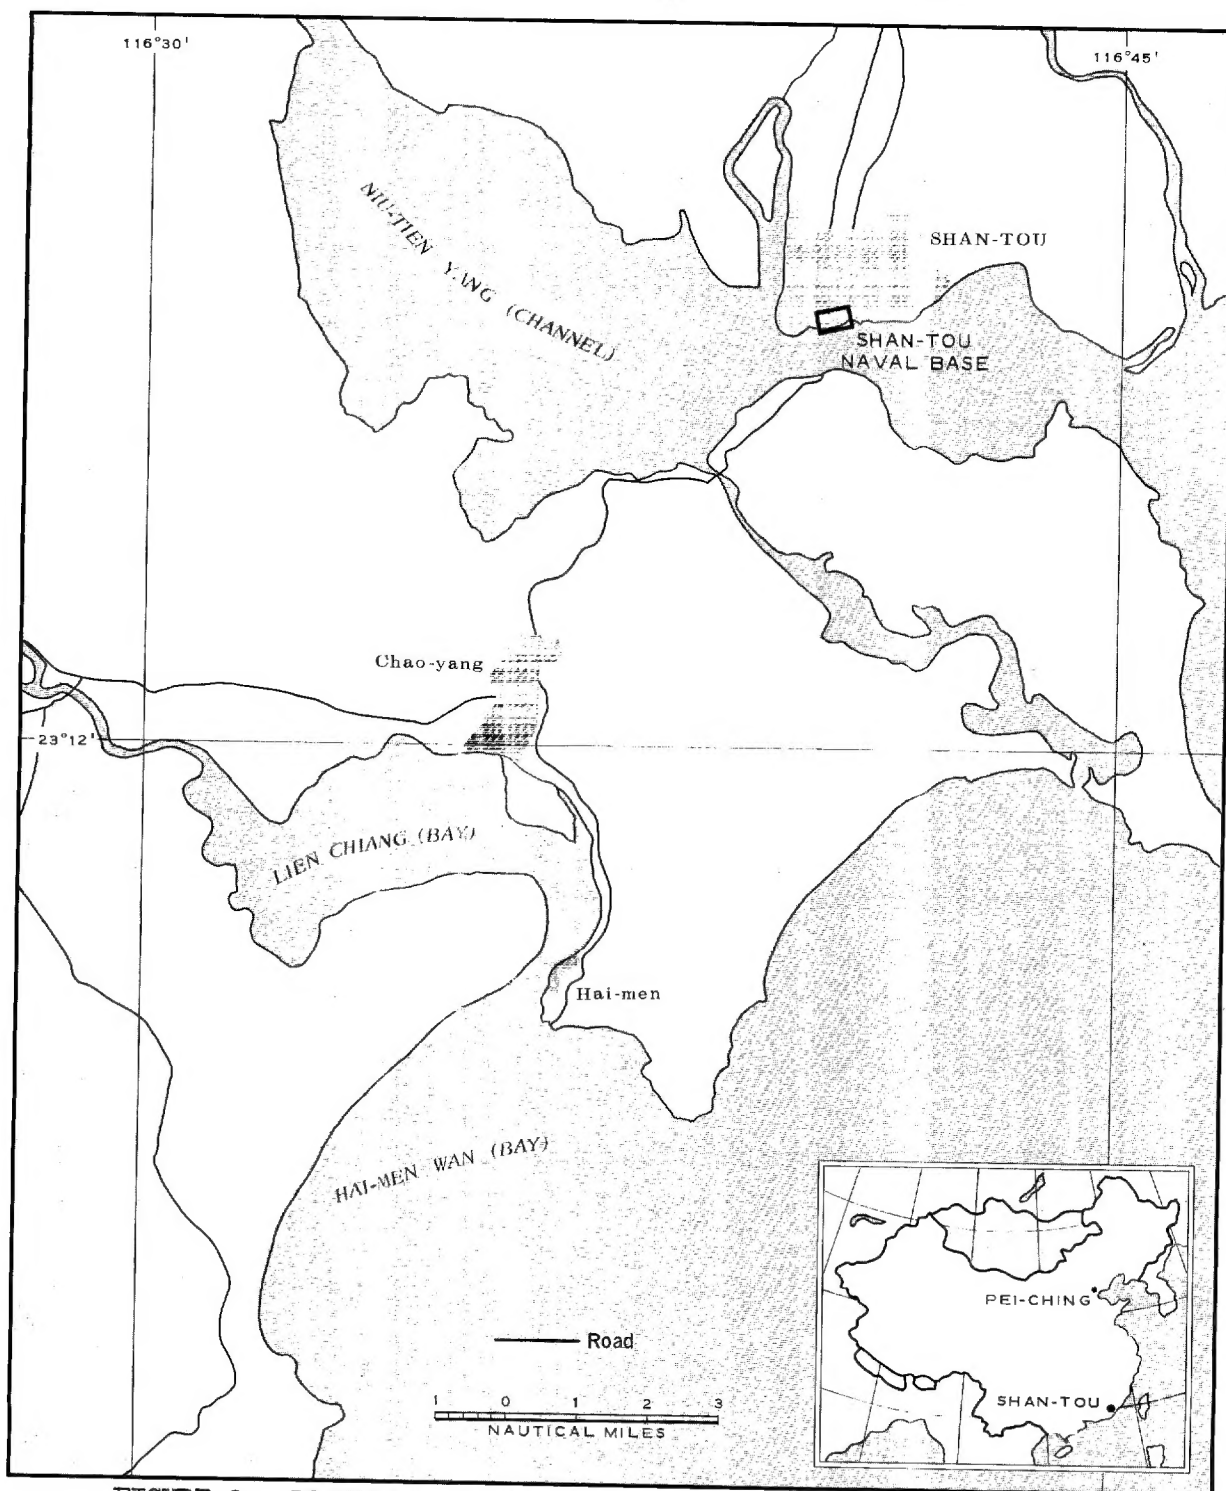 116°30'
116°45'
NIU-TIEN YANG (CHANNEL)
SHAN-TOU
SHAN-TOU
NAVAL BASE
Chao-yang
23°12'
LIEN CHIANG (BAY)
Hai-men
HAI-MEN WAN (BAY)
PEI-CHING
SHAN-TOU
Road
1 0 1 2 3
NAUTICAL MILES